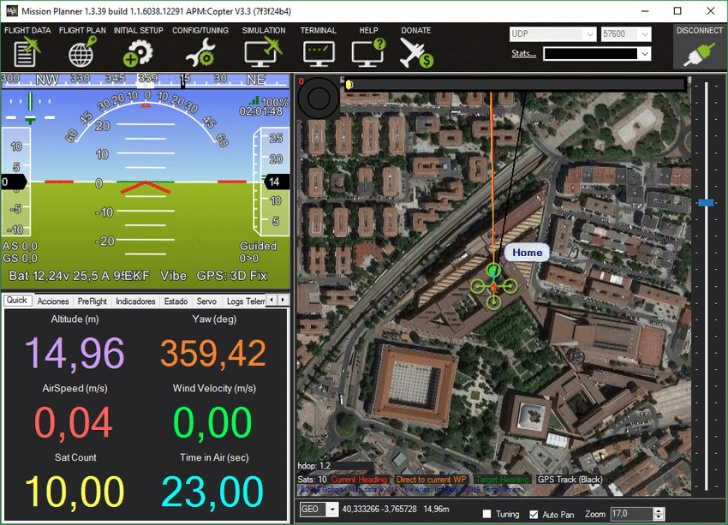 Mission Planner 1.3.39 build 1.1.6038.12291 APM:Copter V3.3 (7f3f24b4)
FLIGHT DATA FLIGHT PLAN INITIAL SETUP CONFIG/TUNING SIMULATION TERMINAL HELP DONATE
UDP 57600 DISCONNECT
Stats...
300 NW 330 359 15 30 NE
60 45 30 20 10 0 10 20 30 45 60
100%
02:01:48
20
10
0
-10
-20
10
5
0
-5
-10
25
20
14
10
5
AS 0,0
GS 0,0
Guided
0>0
Bat 12,24v 25,5 A 9 EKF Vibe GPS: 3D Fix
Quick Acciones PreFlight Indicadores Estado Servo Logs Telem
Altitude (m) Yaw (deg)
14,96 359,42
AirSpeed (m/s) Wind Velocity (m/s)
0,04 0,00
Sat Count Time in Air (sec)
10,00 23,00
0
Home
hdop: 1.2
Sats: 10 Current Heading Direct to current WP Target Heading GPS Track (Black)
GEO 40,333266 -3,765728 14,96m Tuning Auto Pan Zoom 17,0